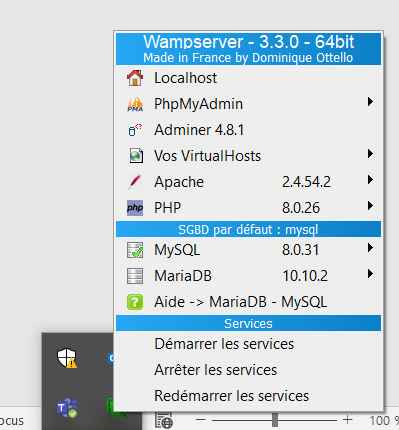 Wampserver - 3.3.0 - 64bit
Made in France by Dominique Ottello
Localhost
PhpMyAdmin
Adminer 4.8.1
Vos VirtualHosts
Apache 2.4.54.2
PHP 8.0.26
SGBD par défaut : mysql
MySQL 8.0.31
MariaDB 10.10.2
Aide -> MariaDB - MySQL
Services
Démarrer les services
Arrêter les services
Redémarrer les services
ocus
100 %